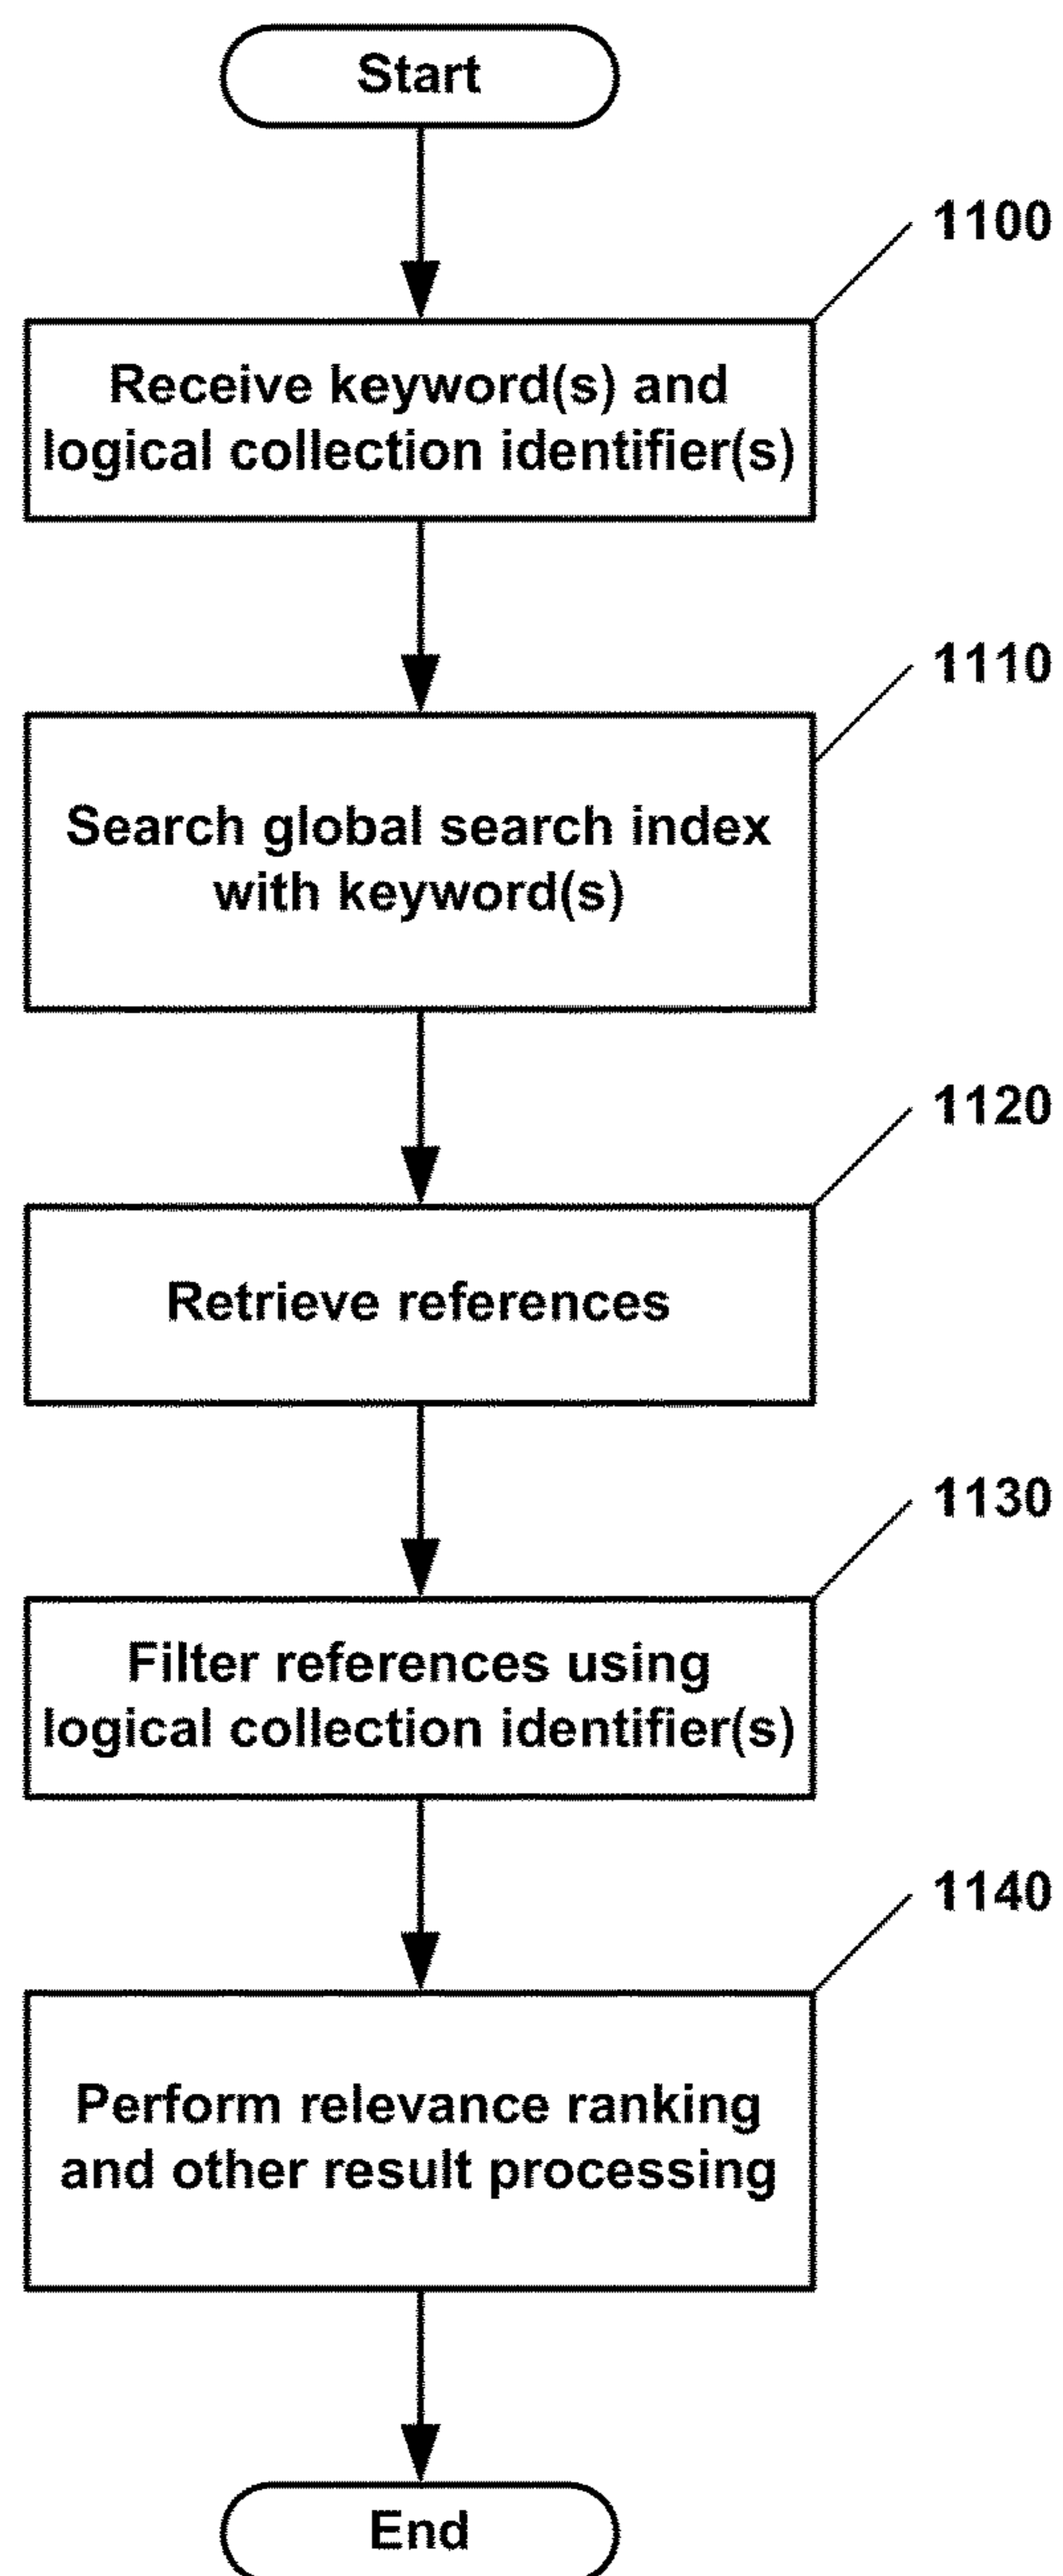 Start
1100
Receive keyword(s) and
logical collection identifier(s)
1110
Search global search index
with keyword(s)
1120
Retrieve references
1130
Filter references using
logical collection identifier(s)
1140
Perform relevance ranking
and other result processing
End